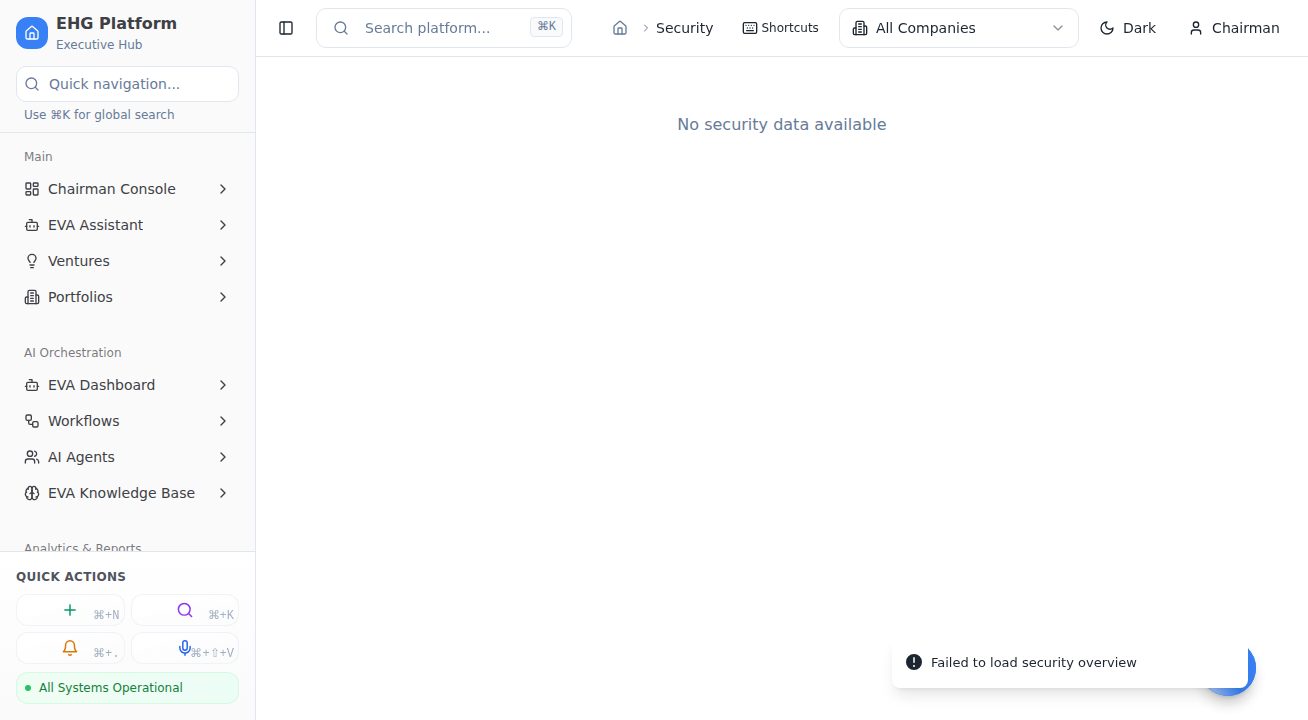 EHG Platform
Executive Hub
Quick navigation...
Use ⌘K for global search
Main
Chairman Console
EVA Assistant
Ventures
Portfolios
AI Orchestration
EVA Dashboard
Workflows
AI Agents
EVA Knowledge Base
Analytics & Reports
QUICK ACTIONS
⌘+N
⌘+K
⌘+.
⌘+⇧+V
All Systems Operational
Search platform... ⌘K
Security
Shortcuts
All Companies
Dark
Chairman
No security data available
Failed to load security overview